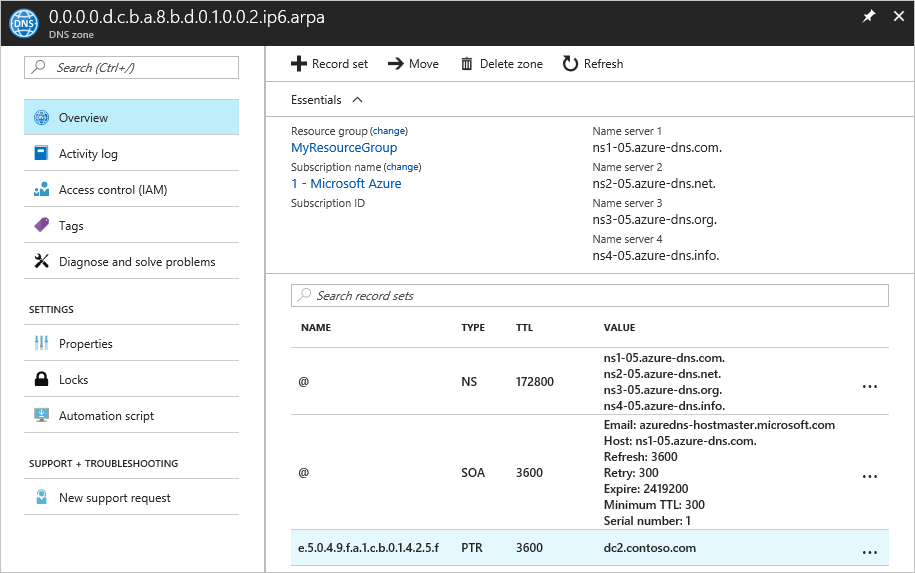 0.0.0.0.d.c.b.a.8.b.d.0.1.0.0.2.ip6.arpa
DNS zone
Search (Ctrl+/)
Overview
Activity log
Access control (IAM)
Tags
Diagnose and solve problems
SETTINGS
Properties
Locks
Automation script
SUPPORT + TROUBLESHOOTING
New support request
Record set
Move
Delete zone
Refresh
Essentials
Resource group (change)
MyResourceGroup
Subscription name (change)
1 - Microsoft Azure
Subscription ID
Name server 1
ns1-05.azure-dns.com.
Name server 2
ns2-05.azure-dns.net.
Name server 3
ns3-05.azure-dns.org.
Name server 4
ns4-05.azure-dns.info.
Search record sets
NAME TYPE TTL VALUE
@ NS 172800
ns1-05.azure-dns.com.
ns2-05.azure-dns.net.
ns3-05.azure-dns.org.
ns4-05.azure-dns.info.
...
@ SOA 3600
Email: azuredns-hostmaster.microsoft.com
Host: ns1-05.azure-dns.com.
Refresh: 3600
Retry: 300
Expire: 2419200
Minimum TTL: 300
Serial number: 1
...
e.5.0.4.9.f.a.1.c.b.0.1.4.2.5.f PTR 3600 dc2.contoso.com ...